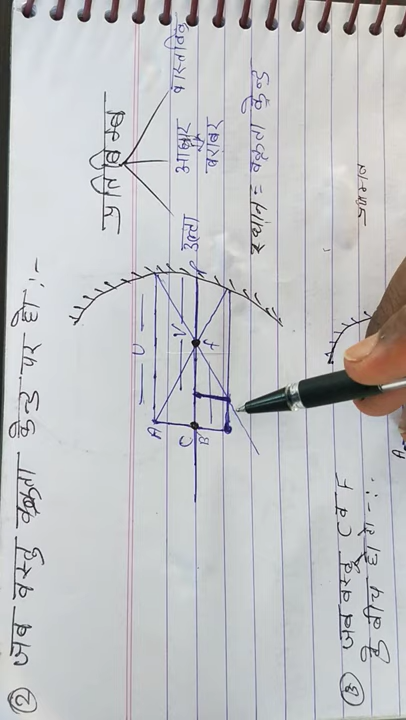 ② जब वस्तु वक्रता केन्द्र पर हो :-
प्रतिबिम्ब
उल्टा
आकार
बराबर
वास्तविक
स्थान = वक्रता केन्द्र
U
V
A
C
B
F
P
③ जब वस्तु C व F
के बीच हो :-
A